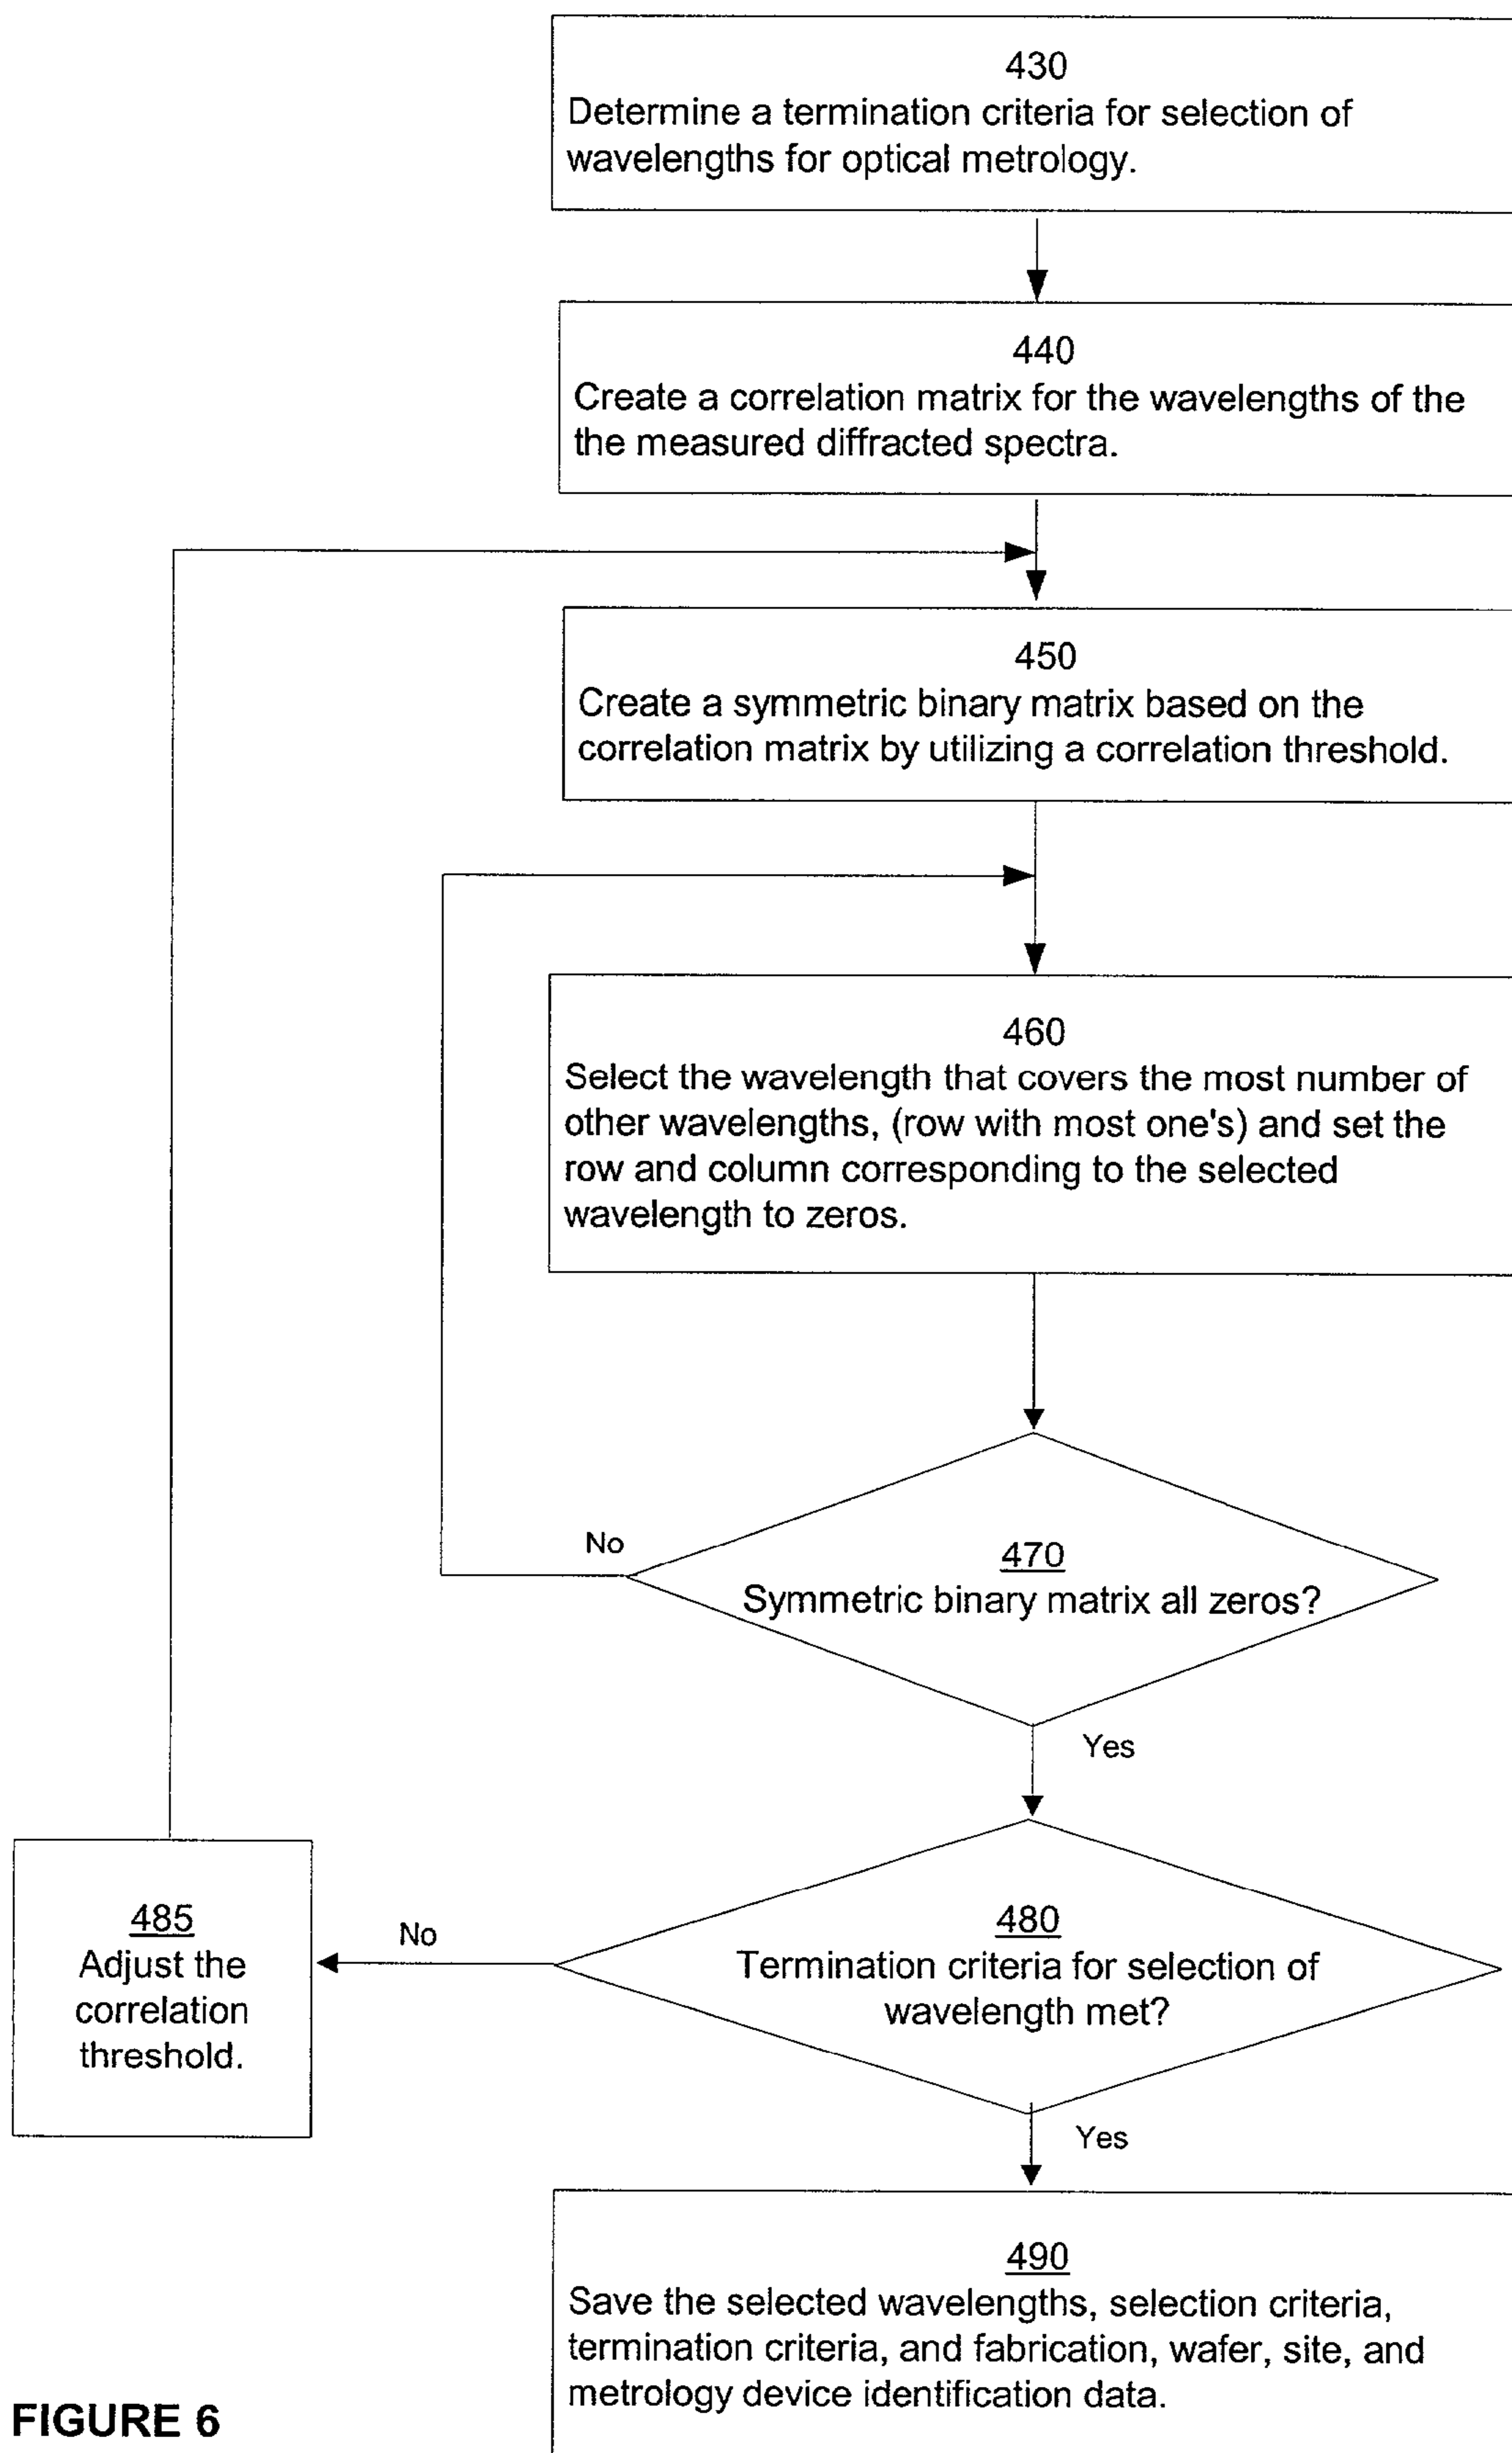 430
Determine a termination criteria for selection of
wavelengths for optical metrology.
440
Create a correlation matrix for the wavelengths of the
the measured diffracted spectra.
450
Create a symmetric binary matrix based on the
correlation matrix by utilizing a correlation threshold.
460
Select the wavelength that covers the most number of
other wavelengths, (row with most one's) and set the
row and column corresponding to the selected
wavelength to zeros.
No
470
Symmetric binary matrix all zeros?
Yes
485
Adjust the
correlation
threshold.
No
480
Termination criteria for selection of
wavelength met?
Yes
490
Save the selected wavelengths, selection criteria,
termination criteria, and fabrication, wafer, site, and
metrology device identification data.
FIGURE 6